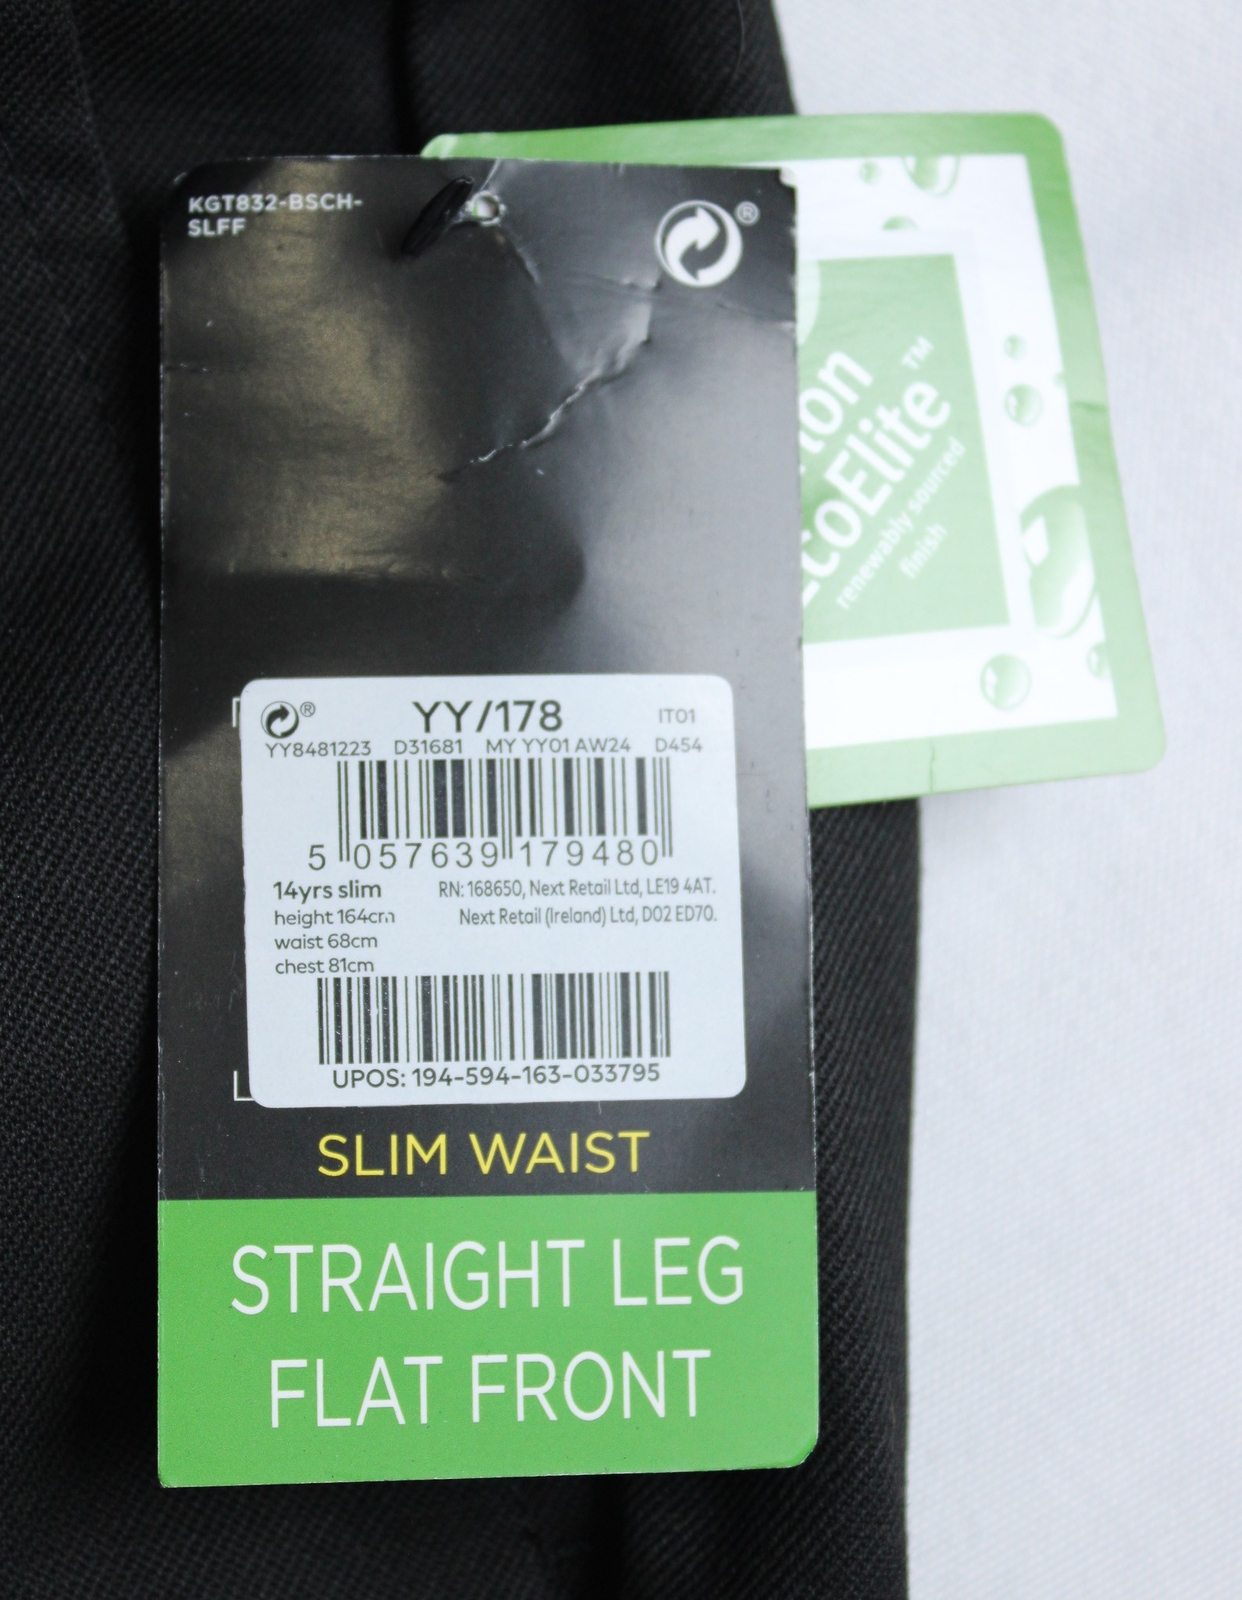 KGT832-BSCH-
SLFF
®
TM
EcoElite
renewably sourced
finish
®
YY/178
IT01
YY8481223 D31681 MY YY01 AW24 D454
5 057639 179480
14yrs slim
RN: 168650, Next Retail Ltd, LE19 4AT.
height 164cm
Next Retail (Ireland) Ltd, D02 ED70.
waist 68cm
chest 81cm
UPOS: 194-594-163-033795
SLIM WAIST
STRAIGHT LEG
FLAT FRONT